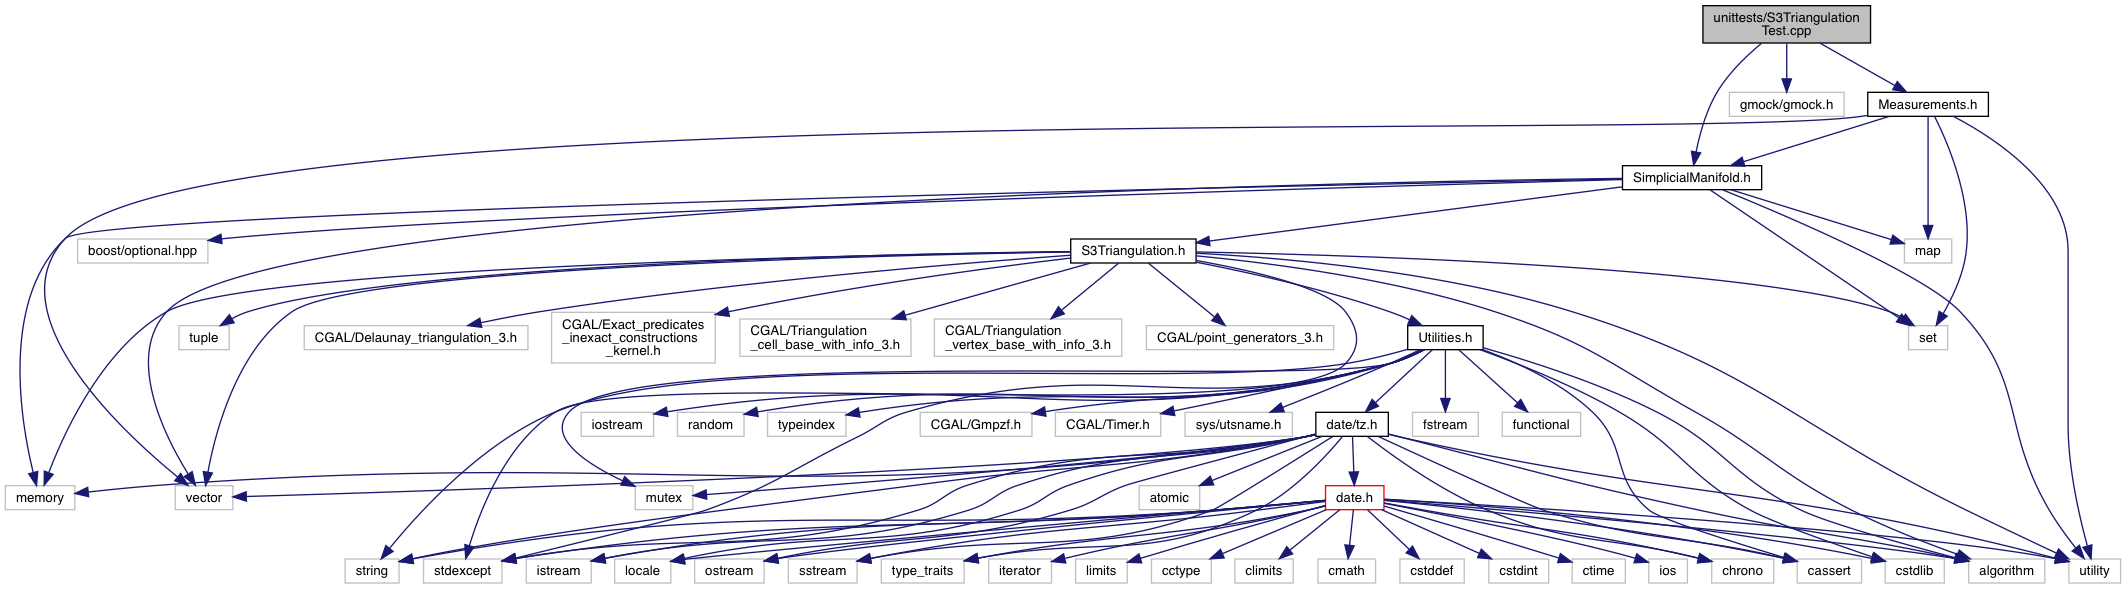 unittests/S3Triangulation
Test.cpp
gmock/gmock.h
Measurements.h
SimplicialManifold.h
boost/optional.hpp
S3Triangulation.h
map
tuple
CGAL/Delaunay_triangulation_3.h
CGAL/Exact_predicates
_inexact_constructions
_kernel.h
CGAL/Triangulation
_cell_base_with_info_3.h
CGAL/Triangulation
_vertex_base_with_info_3.h
CGAL/point_generators_3.h
Utilities.h
set
iostream
random
typeindex
CGAL/Gmpzf.h
CGAL/Timer.h
sys/utsname.h
date/tz.h
fstream
functional
memory
vector
mutex
atomic
date.h
string
stdexcept
istream
locale
ostream
sstream
type_traits
iterator
limits
cctype
climits
cmath
cstddef
cstdint
ctime
ios
chrono
cassert
cstdlib
algorithm
utility